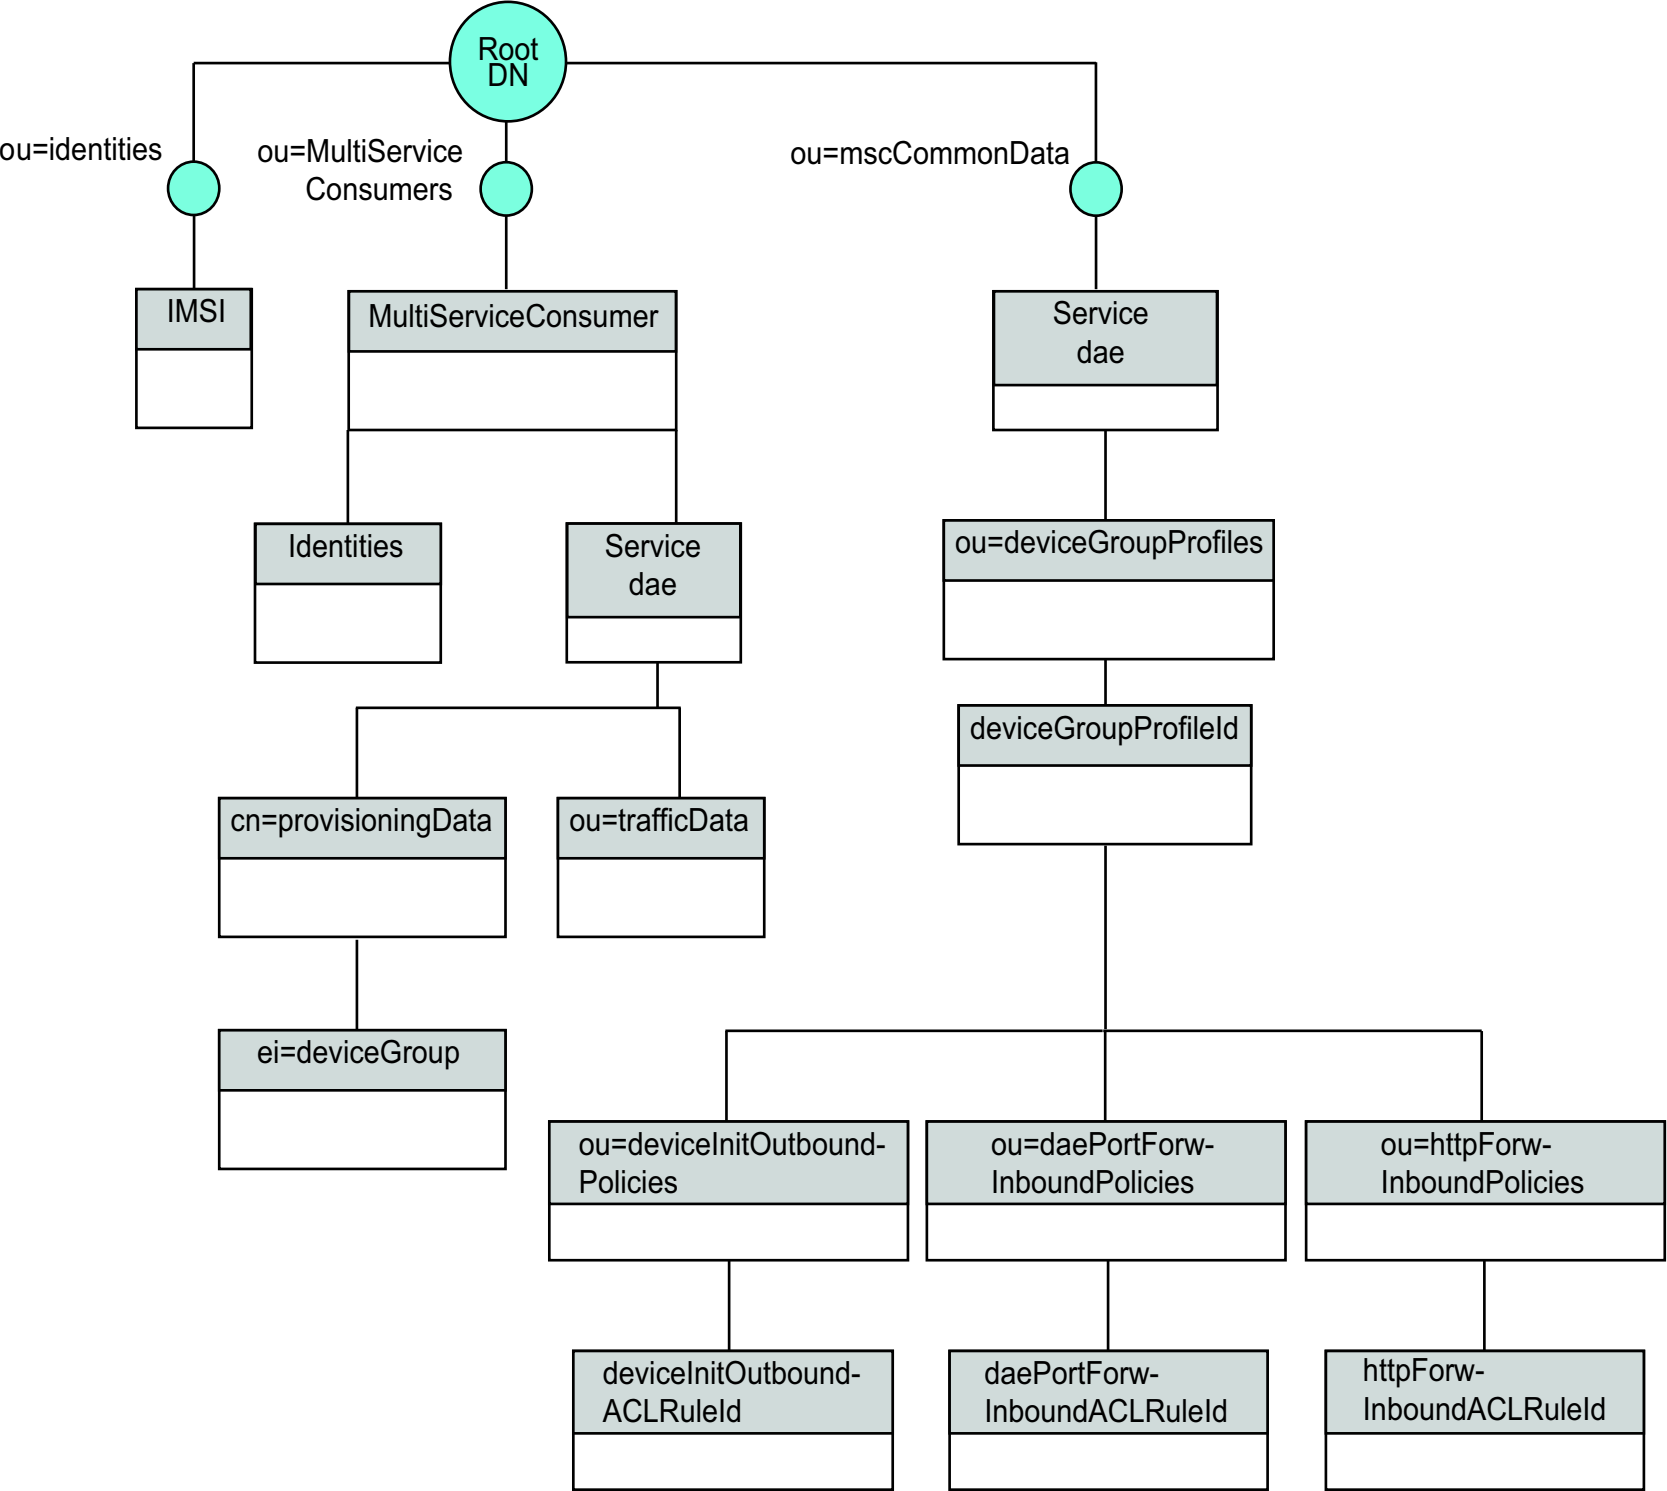 Root
DN
ou=identities
ou=MultiService
Consumers
ou=mscCommonData
IMSI
MultiServiceConsumer
Service
dae
Identities
Service
dae
ou=deviceGroupProfiles
deviceGroupProfileId
cn=provisioningData
ou=trafficData
ei=deviceGroup
ou=deviceInitOutbound-
Policies
ou=daePortForw-
InboundPolicies
ou=httpForw-
InboundPolicies
deviceInitOutbound-
ACLRuleId
daePortForw-
InboundACLRuleId
httpForw-
InboundACLRuleId